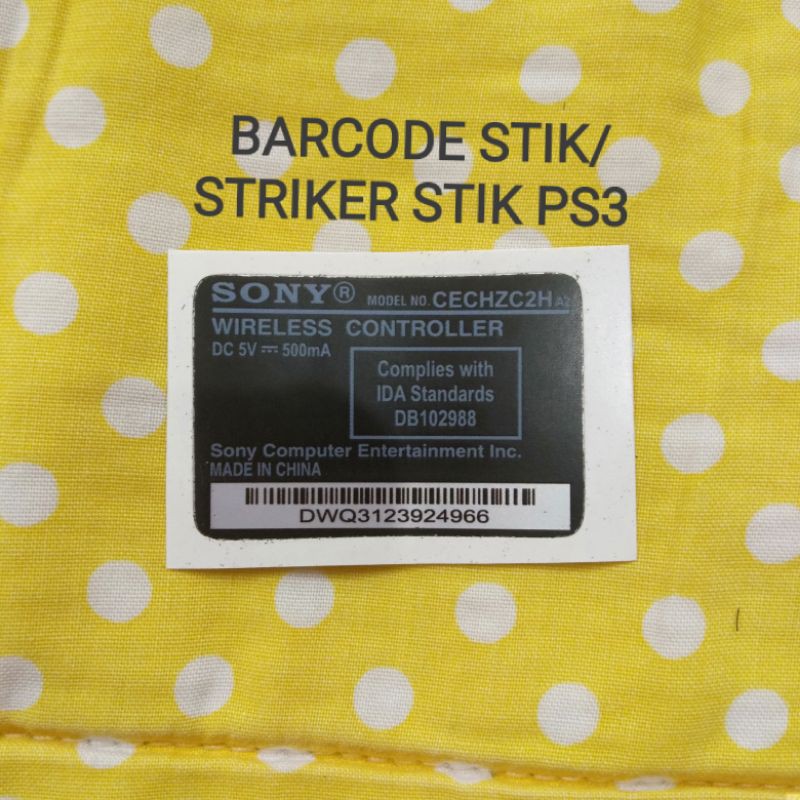 BARCODE STIK/
STRIKER STIK PS3
SONY® MODEL NO. CECHZC2H A2
WIRELESS CONTROLLER
DC 5V ⎓ 500mA
Complies with
IDA Standards
DB102988
Sony Computer Entertainment Inc.
MADE IN CHINA
DWQ3123924966